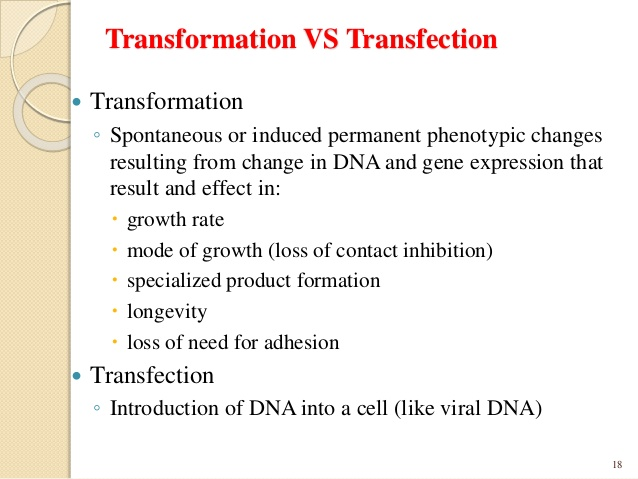 Transformation VS Transfection
Transformation
Spontaneous or induced permanent phenotypic changes
resulting from change in DNA and gene expression that
result and effect in:
growth rate
mode of growth (loss of contact inhibition)
specialized product formation
longevity
loss of need for adhesion
Transfection
Introduction of DNA into a cell (like viral DNA)
18